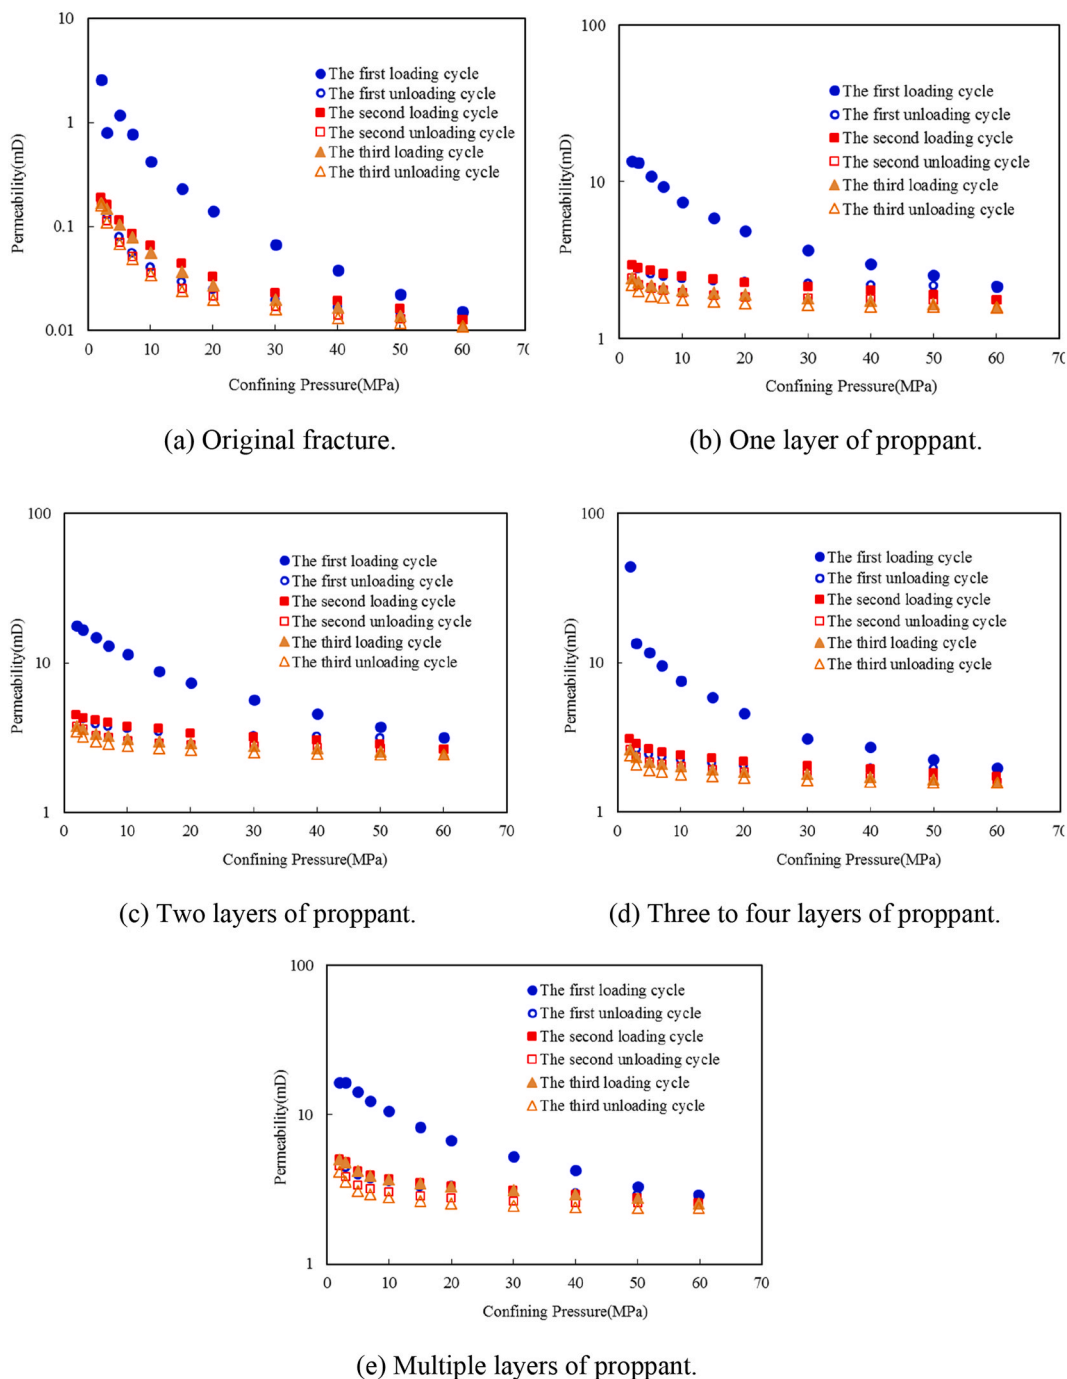 10
1
0.1
0.01
Permeability(mD)
The first loading cycle
The first unloading cycle
The second loading cycle
The second unloading cycle
The third loading cycle
The third unloading cycle
0 10 20 30 40 50 60 70
Confining Pressure(MPa)
(a) Original fracture.
100
10
1
Permeability(mD)
The first loading cycle
The first unloading cycle
The second loading cycle
The second unloading cycle
The third loading cycle
The third unloading cycle
0 10 20 30 40 50 60 70
Confining Pressure(MPa)
(b) One layer of proppant.
100
10
1
Permeability(mD)
The first loading cycle
The first unloading cycle
The second loading cycle
The second unloading cycle
The third loading cycle
The third unloading cycle
0 10 20 30 40 50 60 70
Confining Pressure(MPa)
(c) Two layers of proppant.
100
10
1
Permeability(mD)
The first loading cycle
The first unloading cycle
The second loading cycle
The second unloading cycle
The third loading cycle
The third unloading cycle
0 10 20 30 40 50 60 70
Confining Pressure(MPa)
(d) Three to four layers of proppant.
100
10
1
Permeability(mD)
The first loading cycle
The first unloading cycle
The second loading cycle
The second unloading cycle
The third loading cycle
The third unloading cycle
0 10 20 30 40 50 60 70
Confining Pressure(MPa)
(e) Multiple layers of proppant.